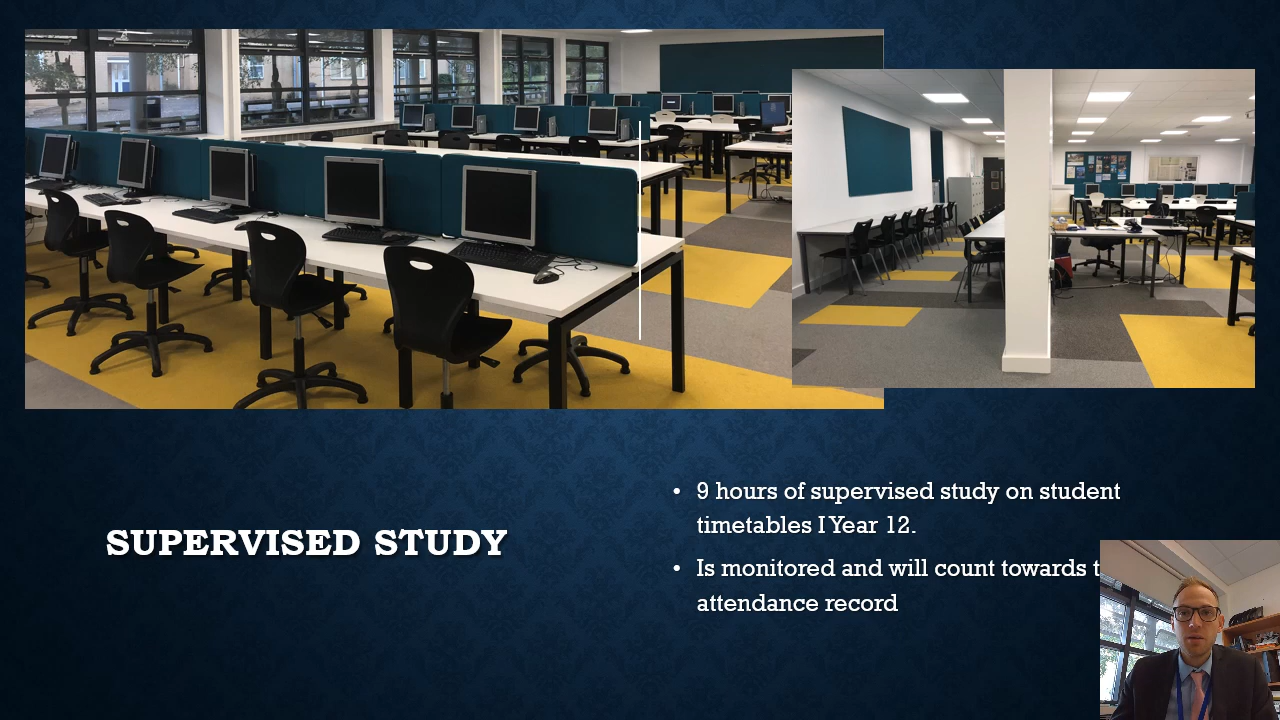 SUPERVISED STUDY
• 9 hours of supervised study on student
timetables I Year 12.
• Is monitored and will count towards
attendance record